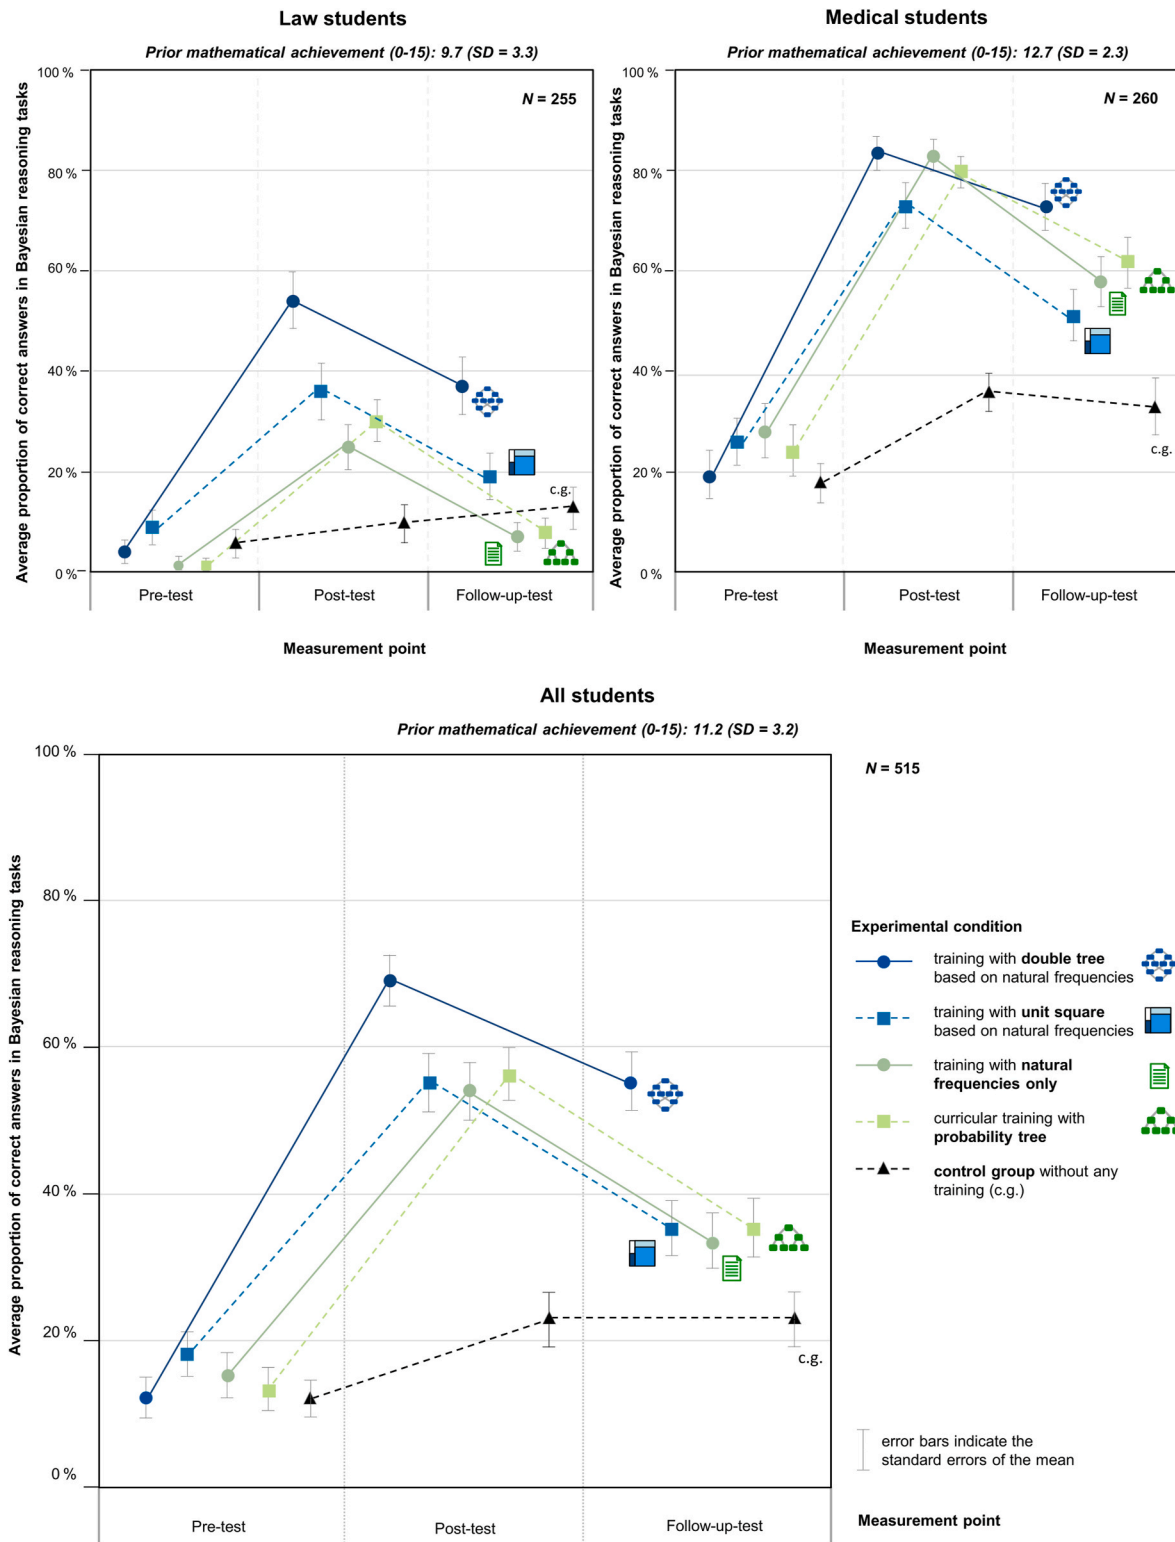 Law students
Prior mathematical achievement (0-15): 9.7 (SD = 3.3)
Average proportion of correct answers in Bayesian reasoning tasks
100 %
80 %
60 %
40 %
20 %
0 %
N = 255
c.g.
Pre-test
Post-test
Follow-up-test
Measurement point
Medical students
Prior mathematical achievement (0-15): 12.7 (SD = 2.3)
Average proportion of correct answers in Bayesian reasoning tasks
100 %
80 %
60 %
40 %
20 %
0 %
N = 260
c.g.
Pre-test
Post-test
Follow-up-test
Measurement point
All students
Prior mathematical achievement (0-15): 11.2 (SD = 3.2)
Average proportion of correct answers in Bayesian reasoning tasks
100 %
80 %
60 %
40 %
20 %
0 %
N = 515
c.g.
Pre-test
Post-test
Follow-up-test
Experimental condition
training with double tree
based on natural frequencies
training with unit square
based on natural frequencies
training with natural
frequencies only
curricular training with
probability tree
control group without any
training (c.g.)
error bars indicate the
standard errors of the mean
Measurement point